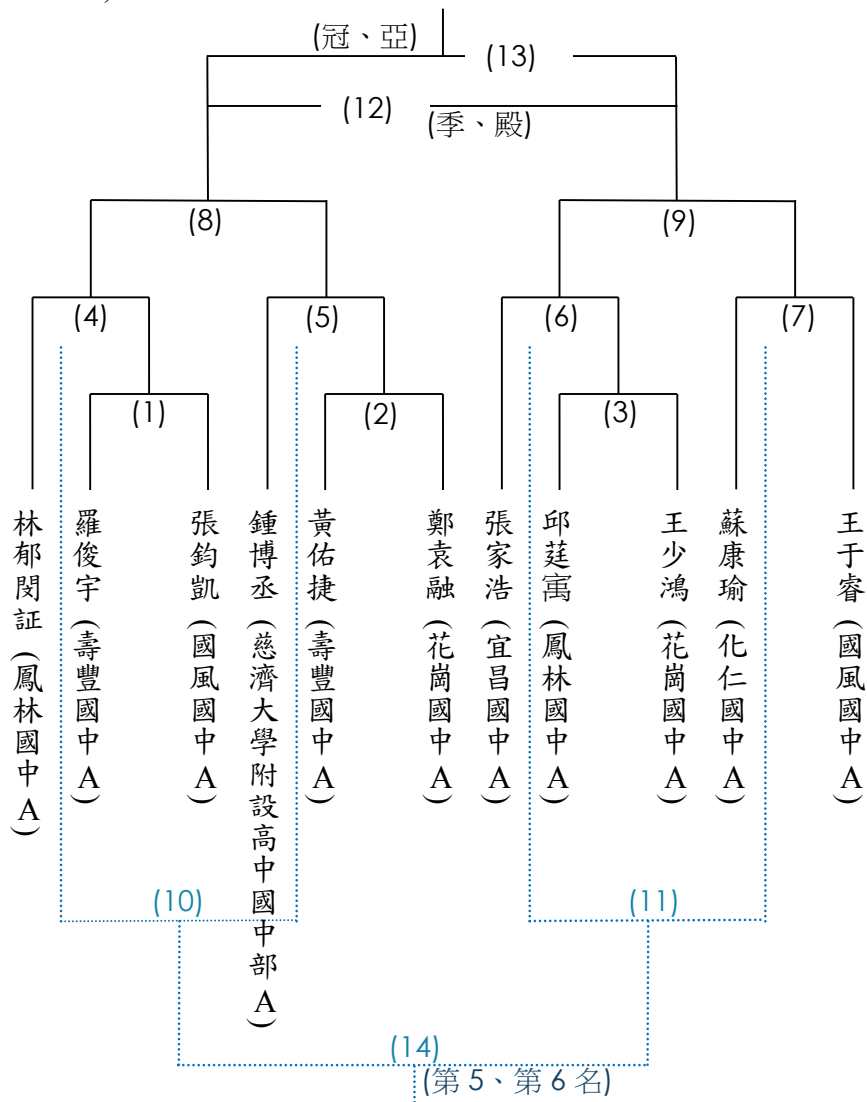 )
(冠、亞)
(13)
(12)
(季、殿)
(8)
(9)
(4)
(5)
(6)
(7)
(1)
(2)
(3)
林郁閔証(鳳林國中A)
羅俊宇(壽豐國中A)
張鈞凱(國風國中A)
鍾博丞(慈濟大學附設高中國中部A)
黃佑捷(壽豐國中A)
鄭袁融(花崗國中A)
張家浩(宜昌國中A)
邱莛寓(鳳林國中A)
王少鴻(花崗國中A)
蘇康瑜(化仁國中A)
王于睿(國風國中A)
(10)
(11)
(14)
(第 5、第 6 名)